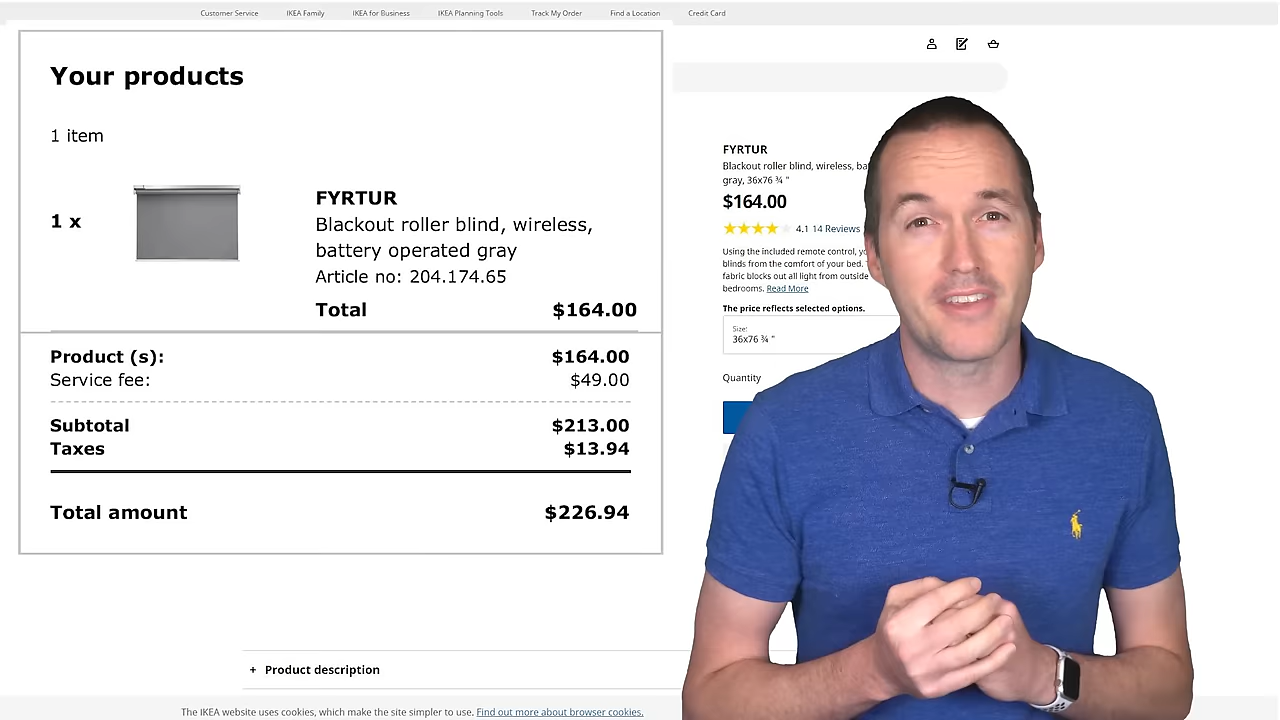 Customer Service IKEA Family IKEA for Business IKEA Planning Tools Track My Order Find a Location Credit Card
Your products
1 item
1 x
FYRTUR
Blackout roller blind, wireless,
battery operated gray
Article no: 204.174.65
Total $164.00
Product (s): $164.00
Service fee: $49.00
Subtotal $213.00
Taxes $13.94
Total amount $226.94
FYRTUR
Blackout roller blind, wireless,
gray, 36x76 ¾ "
$164.00
4.1 14 Reviews
Using the included remote control,
blinds from the comfort of your bed.
fabric blocks out all light from outside
bedrooms. Read More
The price reflects selected options.
Size:
36x76 ¾ "
Quantity
+ Product description
The IKEA website uses cookies, which make the site simpler to use. Find out more about browser cookies.